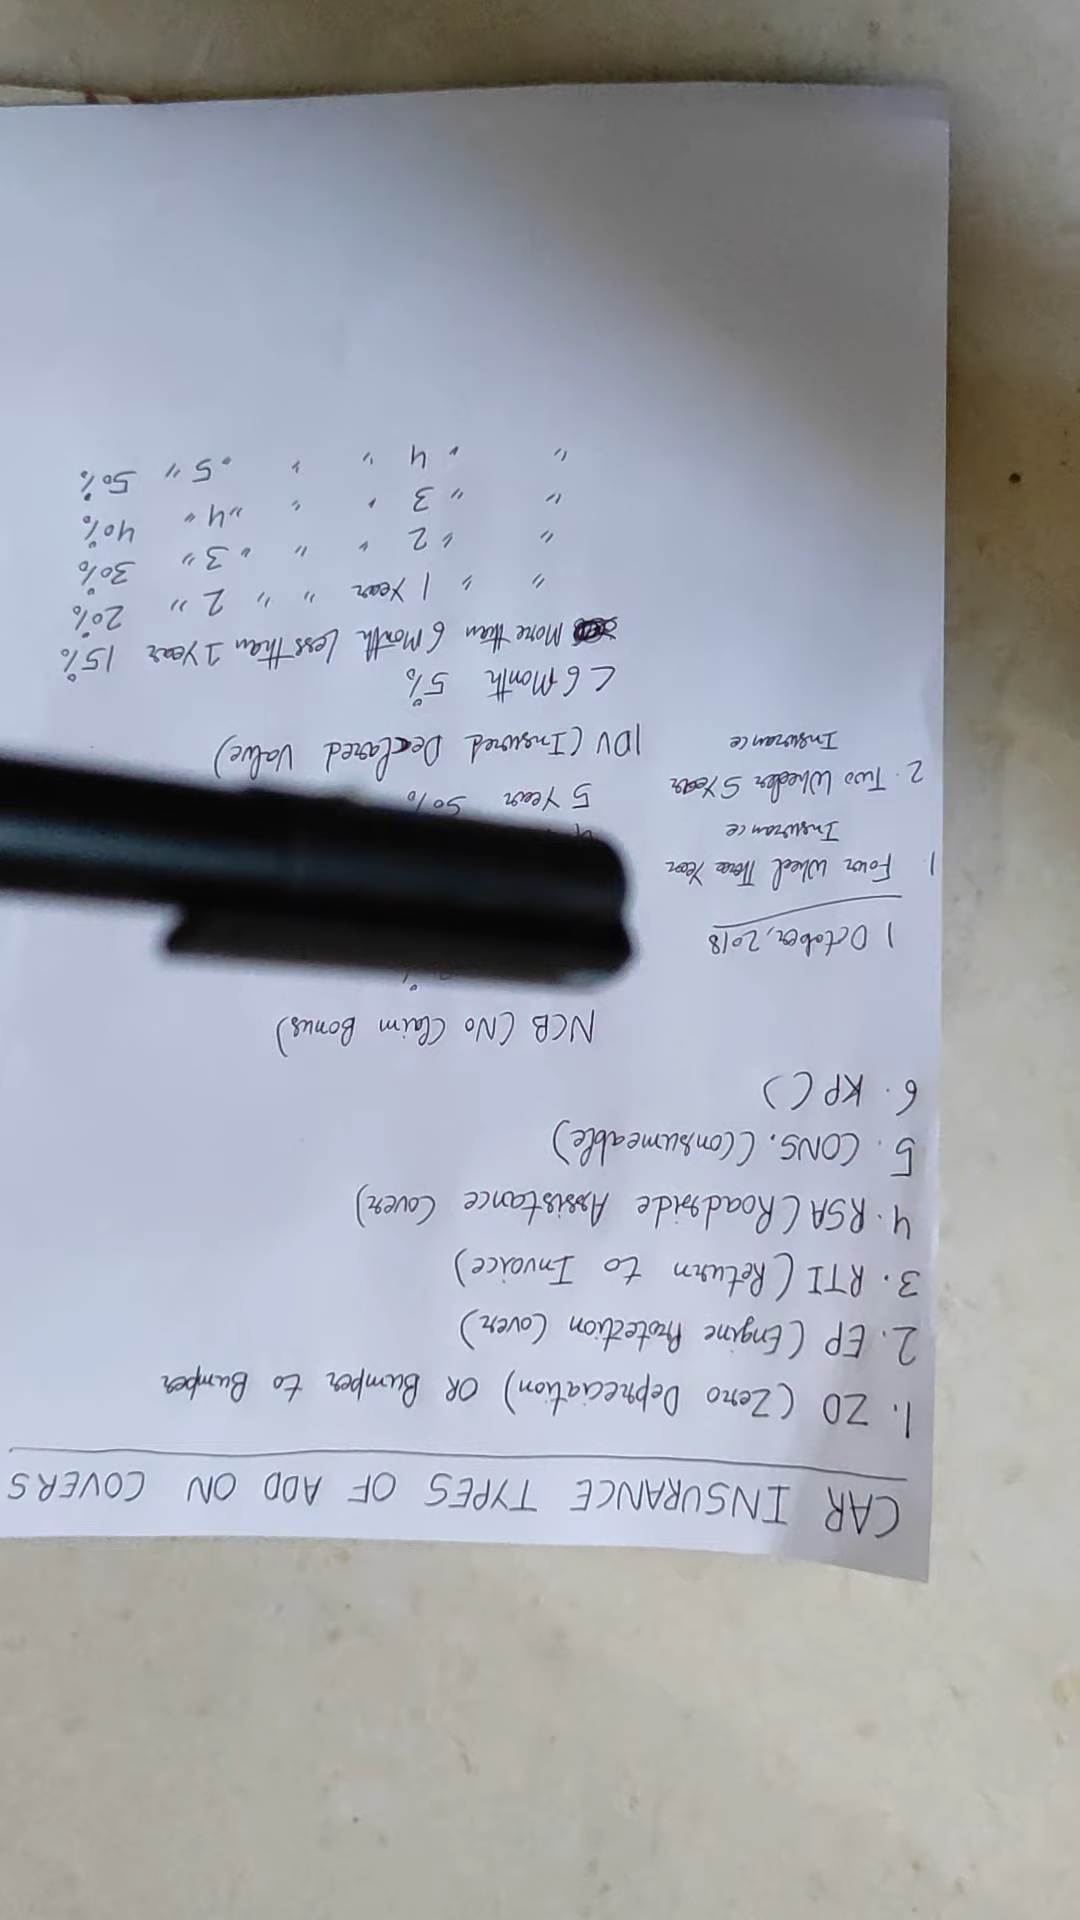 CAR INSURANCE TYPES OF ADD ON COVERS
1. ZD (Zero Depreciation) OR Bumper to Bumper
2. EP (Engine Protection Cover)
3. RTI (Return to Invoice)
4. RSA (Roadside Assistance Cover)
5. CONS. (Consumeable)
6. KP ( )
NCB (No Claim Bonus)
1 October, 2018
1. Four Wheel Three Year
Insurance
2. Two Wheeler 5 Year
Insurance
5 Year 50%
IDV (Insured Declared Value)
< 6 Month 5%
More than 6 Month Less than 1 Year 15%
" " 1 Year " " 2 " 20%
" " 2 " " " 3 " 30%
" " 3 " " " 4 " 40%
" " 4 " " " 5 " 50%